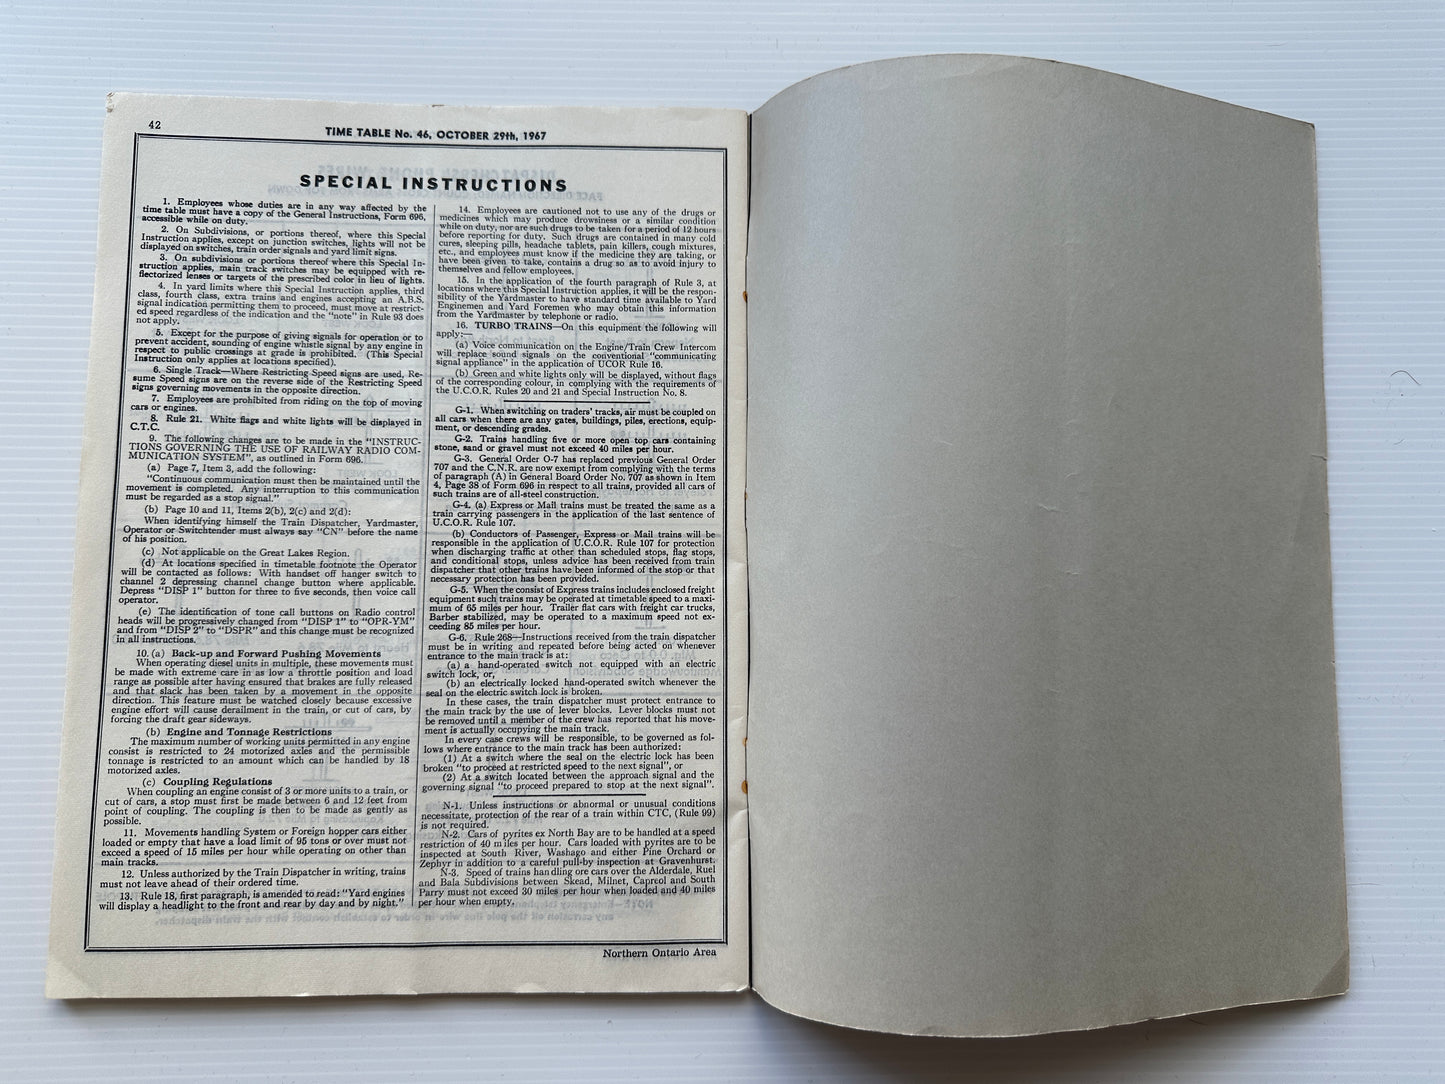 42
TIME TABLE No. 46, OCTOBER 29th, 1967
SPECIAL INSTRUCTIONS
1. Employees whose duties are in any way affected by the
time table must have a copy of the General Instructions, Form 696,
accessible while on duty.
2. On Subdivisions, or portions thereof, where this Special
Instruction applies, except on junction switches, lights will not be
displayed on switches, train order signals and yard limit signs.
3. On subdivisions or portions thereof where this Special In-
struction applies, main track switches may be equipped with re-
flectorized lenses or targets of the prescribed color in lieu of lights.
4. In yard limits where this Special Instruction applies, third
class, fourth class, extra trains and engines accepting an A.B.S.
signal indication permitting them to proceed, must move at restrict-
ed speed regardless of the indication and the "note" in Rule 93 does
not apply.
5. Except for the purpose of giving signals for operation or to
prevent accident, sounding of engine whistle signal by any engine in
respect to public crossings at grade is prohibited. (This Special
Instruction only applies at locations specified).
6. Single Track—Where Restricting Speed signs are used, Re-
sume Speed signs are on the reverse side of the Restricting Speed
signs governing movements in the opposite direction.
7. Employees are prohibited from riding on the top of moving
cars or engines.
8. Rule 21. White flags and white lights will be displayed in
C.T.C.
9. The following changes are to be made in the "INSTRUC-
TIONS GOVERNING THE USE OF RAILWAY RADIO COM-
MUNICATION SYSTEM", as outlined in Form 696.
(a) Page 7, Item 3, add the following:
"Continuous communication must then be maintained until the
movement is completed. Any interruption to this communication
must be regarded as a stop signal."
(b) Page 10 and 11, Items 2(b), 2(c) and 2(d):
When identifying himself the Train Dispatcher, Yardmaster,
Operator or Switchtender must always say "CN" before the name
of his position.
(c) Not applicable on the Great Lakes Region.
(d) At locations specified in timetable footnote the Operator
will be contacted as follows: With handset off hanger switch to
channel 2 depressing channel change button where applicable.
Depress "DISP 1" button for three to five seconds, then voice call
operator.
(e) The identification of tone call buttons on Radio control
heads will be progressively changed from "DISP 1" to "OPR-YM"
and from "DISP 2" to "DSPR" and this change must be recognized
in all instructions.
10. (a) Back-up and Forward Pushing Movements
When operating diesel units in multiple, these movements must
be made with extreme care in as low a throttle position and load
range as possible after having ensured that brakes are fully released
and that slack has been taken by a movement in the opposite
direction. This feature must be watched closely because excessive
engine effort will cause derailment in the train, or cut of cars, by
forcing the draft gear sideways.
(b) Engine and Tonnage Restrictions
The maximum number of working units permitted in any engine
consist is restricted to 24 motorized axles and the permissible
tonnage is restricted to an amount which can be handled by 18
motorized axles.
(c) Coupling Regulations
When coupling an engine consist of 3 or more units to a train, or
cut of cars, a stop must first be made between 6 and 12 feet from
point of coupling. The coupling is then to be made as gently as
possible.
11. Movements handling System or Foreign hopper cars either
loaded or empty that have a load limit of 95 tons or over must not
exceed a speed of 15 miles per hour while operating on other than
main tracks.
12. Unless authorized by the Train Dispatcher in writing, trains
must not leave ahead of their ordered time.
13. Rule 18, first paragraph, is amended to read: "Yard engines
will display a headlight to the front and rear by day and by night."
14. Employees are cautioned not to use any of the drugs or
medicines which may produce drowsiness or a similar condition
while on duty, nor are such drugs to be taken for a period of 12 hours
before reporting for duty. Such drugs are contained in many cold
cures, sleeping pills, headache tablets, pain killers, cough mixtures,
etc., and employees must know if the medicine they are taking, or
have been given to take, contains a drug so as to avoid injury to
themselves and fellow employees.
15. In the application of the fourth paragraph of Rule 3, at
locations where this Special Instruction applies, it will be the respon-
sibility of the Yardmaster to have standard time available to Yard
Enginemen and Yard Foremen who may obtain this information
from the Yardmaster by telephone or radio.
16. TURBO TRAINS—On this equipment the following will
apply:—
(a) Voice communication on the Engine/Train Crew Intercom
will replace sound signals on the conventional "communicating
signal appliance" in the application of UCOR Rule 16.
(b) Green and white lights only will be displayed, without flags
of the corresponding colour, in complying with the requirements of
the U.C.O.R. Rules 20 and 21 and Special Instruction No. 8.
G-1. When switching on traders' tracks, air must be coupled on
all cars when there are any gates, buildings, piles, erections, equip-
ment, or descending grades.
G-2. Trains handling five or more open top cars containing
stone, sand or gravel must not exceed 40 miles per hour.
G-3. General Order O-7 has replaced previous General Order
707 and the C.N.R. are now exempt from complying with the terms
of paragraph (A) in General Board Order No. 707 as shown in Item
4, Page 38 of Form 696 in respect to all trains, provided all cars of
such trains are of all-steel construction.
G-4. (a) Express or Mail trains must be treated the same as a
train carrying passengers in the application of the last sentence of
U.C.O.R. Rule 107.
(b) Conductors of Passenger, Express or Mail trains will be
responsible in the application of U.C.O.R. Rule 107 for protection
when discharging traffic at other than scheduled stops, flag stops,
and conditional stops, unless advice has been received from train
dispatcher that other trains have been informed of the stop or that
necessary protection has been provided.
G-5. When the consist of Express trains includes enclosed freight
equipment such trains may be operated at timetable speed to a maxi-
mum of 65 miles per hour. Trailer flat cars with freight car trucks,
Barber stabilized, may be operated to a maximum speed not ex-
ceeding 85 miles per hour.
G-6. Rule 268—Instructions received from the train dispatcher
must be in writing and repeated before being acted on whenever
entrance to the main track is at:
(a) a hand-operated switch not equipped with an electric
switch lock, or,
(b) an electrically locked hand-operated switch whenever the
seal on the electric switch lock is broken.
In these cases, the train dispatcher must protect entrance to
the main track by the use of lever blocks. Lever blocks must not
be removed until a member of the crew has reported that his move-
ment is actually occupying the main track.
In every case crews will be responsible, to be governed as fol-
lows where entrance to the main track has been authorized:
(1) At a switch where the seal on the electric lock has been
broken "to proceed at restricted speed to the next signal", or
(2) At a switch located between the approach signal and the
governing signal "to proceed prepared to stop at the next signal".
N-1. Unless instructions or abnormal or unusual conditions
necessitate, protection of the rear of a train within CTC, (Rule 99)
is not required.
N-2. Cars of pyrites ex North Bay are to be handled at a speed
restriction of 40 miles per hour. Cars loaded with pyrites are to be
inspected at South River, Washago and either Pine Orchard or
Zephyr in addition to a careful pull-by inspection at Gravenhurst.
N-3. Speed of trains handling ore cars over the Alderdale, Ruel
and Bala Subdivisions between Skead, Milnet, Capreol and South
Parry must not exceed 30 miles per hour when loaded and 40 miles
per hour when empty.
Northern Ontario Area